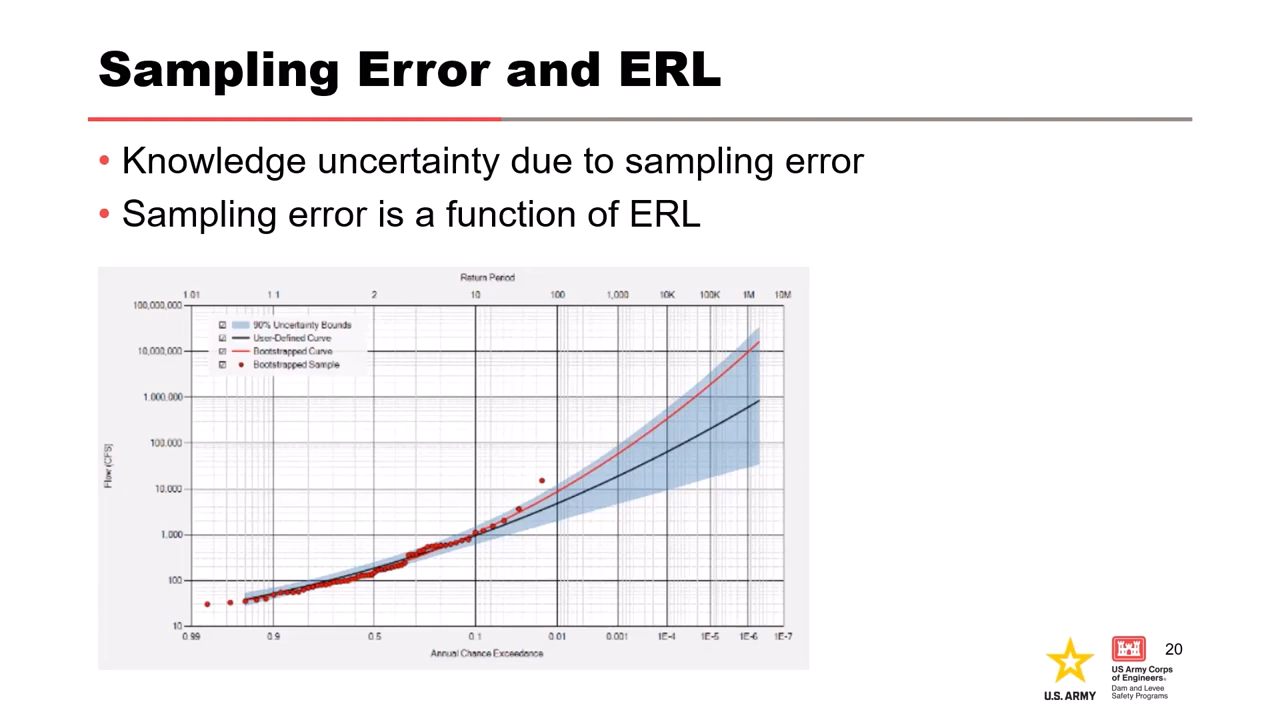 Sampling Error and ERL
• Knowledge uncertainty due to sampling error
• Sampling error is a function of ERL
Return Period
1.01 1.1 2 10 100 1,000 10K 100K 1M 10M
100,000,000
10,000,000
1,000,000
100,000
10,000
1,000
100
10
90% Uncertainty Bounds
User-Defined Curve
Bootstrapped Curve
Bootstrapped Sample
Flow (CFS)
0.99 0.9 0.5 0.1 0.01 0.001 1E-4 1E-5 1E-6 1E-7
Annual Chance Exceedance
U.S. ARMY
US Army Corps
of Engineers®
Dam and Levee
Safety Programs
20